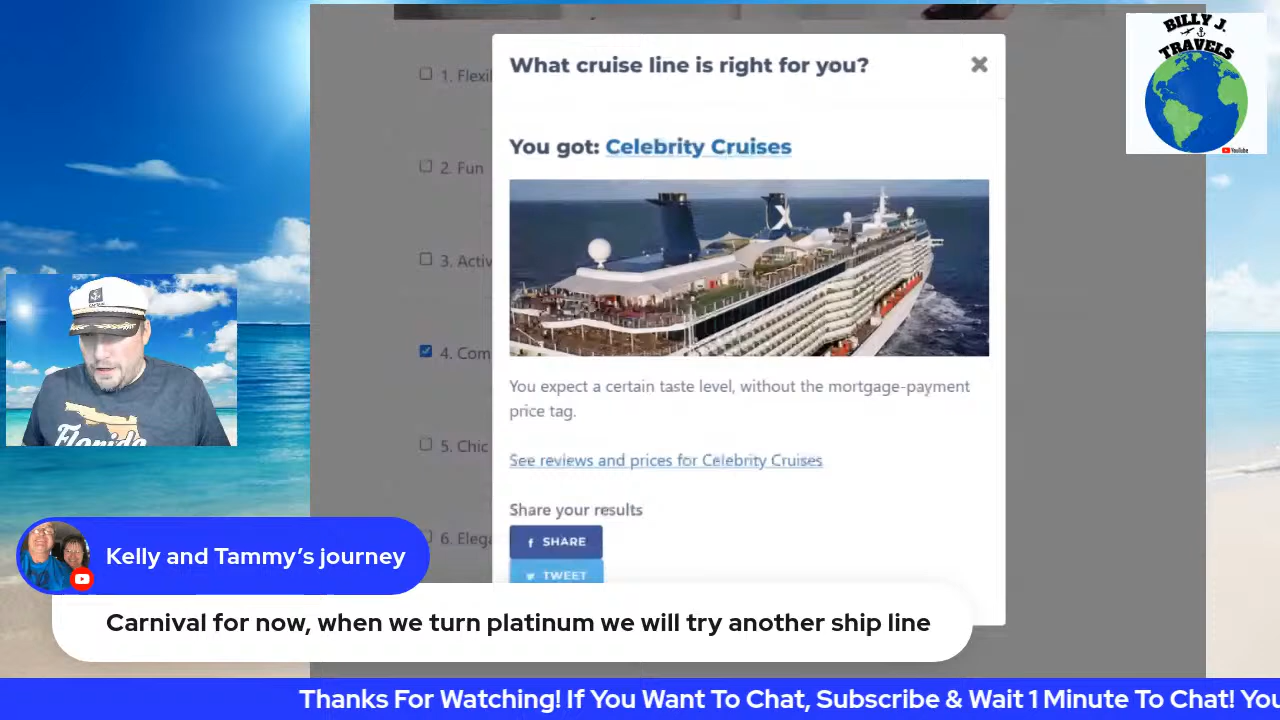 BILLY J.
TRAVELS
YouTube
What cruise line is right for you?
You got: Celebrity Cruises
You expect a certain taste level, without the mortgage-payment
price tag.
See reviews and prices for Celebrity Cruises
Share your results
SHARE
TWEET
1. Flexi
2. Fun
3. Activ
4. Com
5. Chic
6. Eleg
Florida
Kelly and Tammy’s journey
Carnival for now, when we turn platinum we will try another ship line
Thanks For Watching! If You Want To Chat, Subscribe & Wait 1 Minute To Chat! You